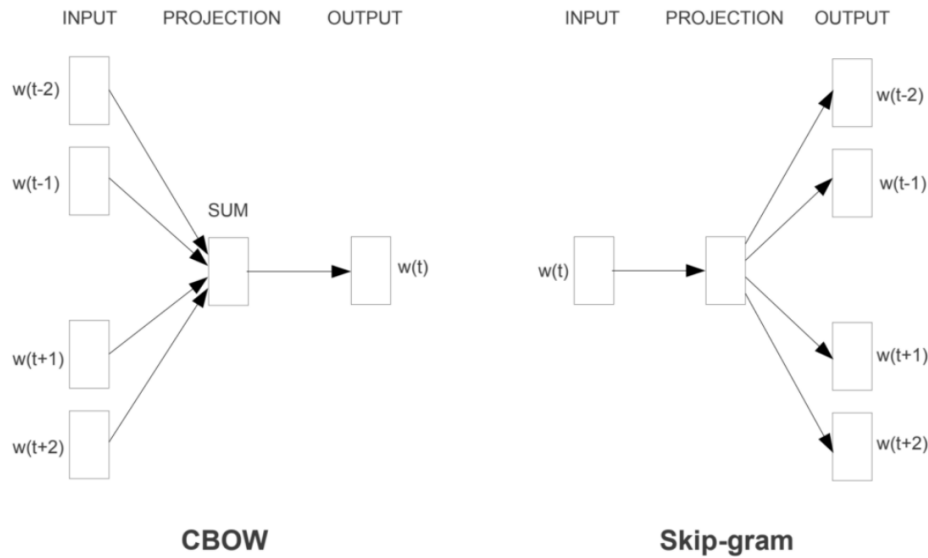 INPUT PROJECTION OUTPUT
w(t-2)
w(t-1)
SUM
w(t)
w(t+1)
w(t+2)
CBOW
INPUT PROJECTION OUTPUT
w(t-2)
w(t-1)
w(t)
w(t+1)
w(t+2)
Skip-gram